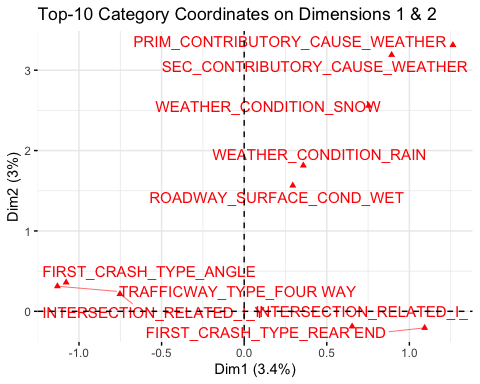 Top-10 Category Coordinates on Dimensions 1 & 2
PRIM_CONTRIBUTORY_CAUSE_WEATHER
SEC_CONTRIBUTORY_CAUSE_WEATHER
WEATHER_CONDITION_SNOW
WEATHER_CONDITION_RAIN
ROADWAY_SURFACE_COND_WET
FIRST_CRASH_TYPE_ANGLE
TRAFFICWAY_TYPE_FOUR WAY
INTERSECTION_RELATED_I_
INTERSECTION_RELATED_I_
FIRST_CRASH_TYPE_REAR END
3
2
1
0
Dim2 (3%)
-1.0
-0.5
0.0
0.5
1.0
Dim1 (3.4%)